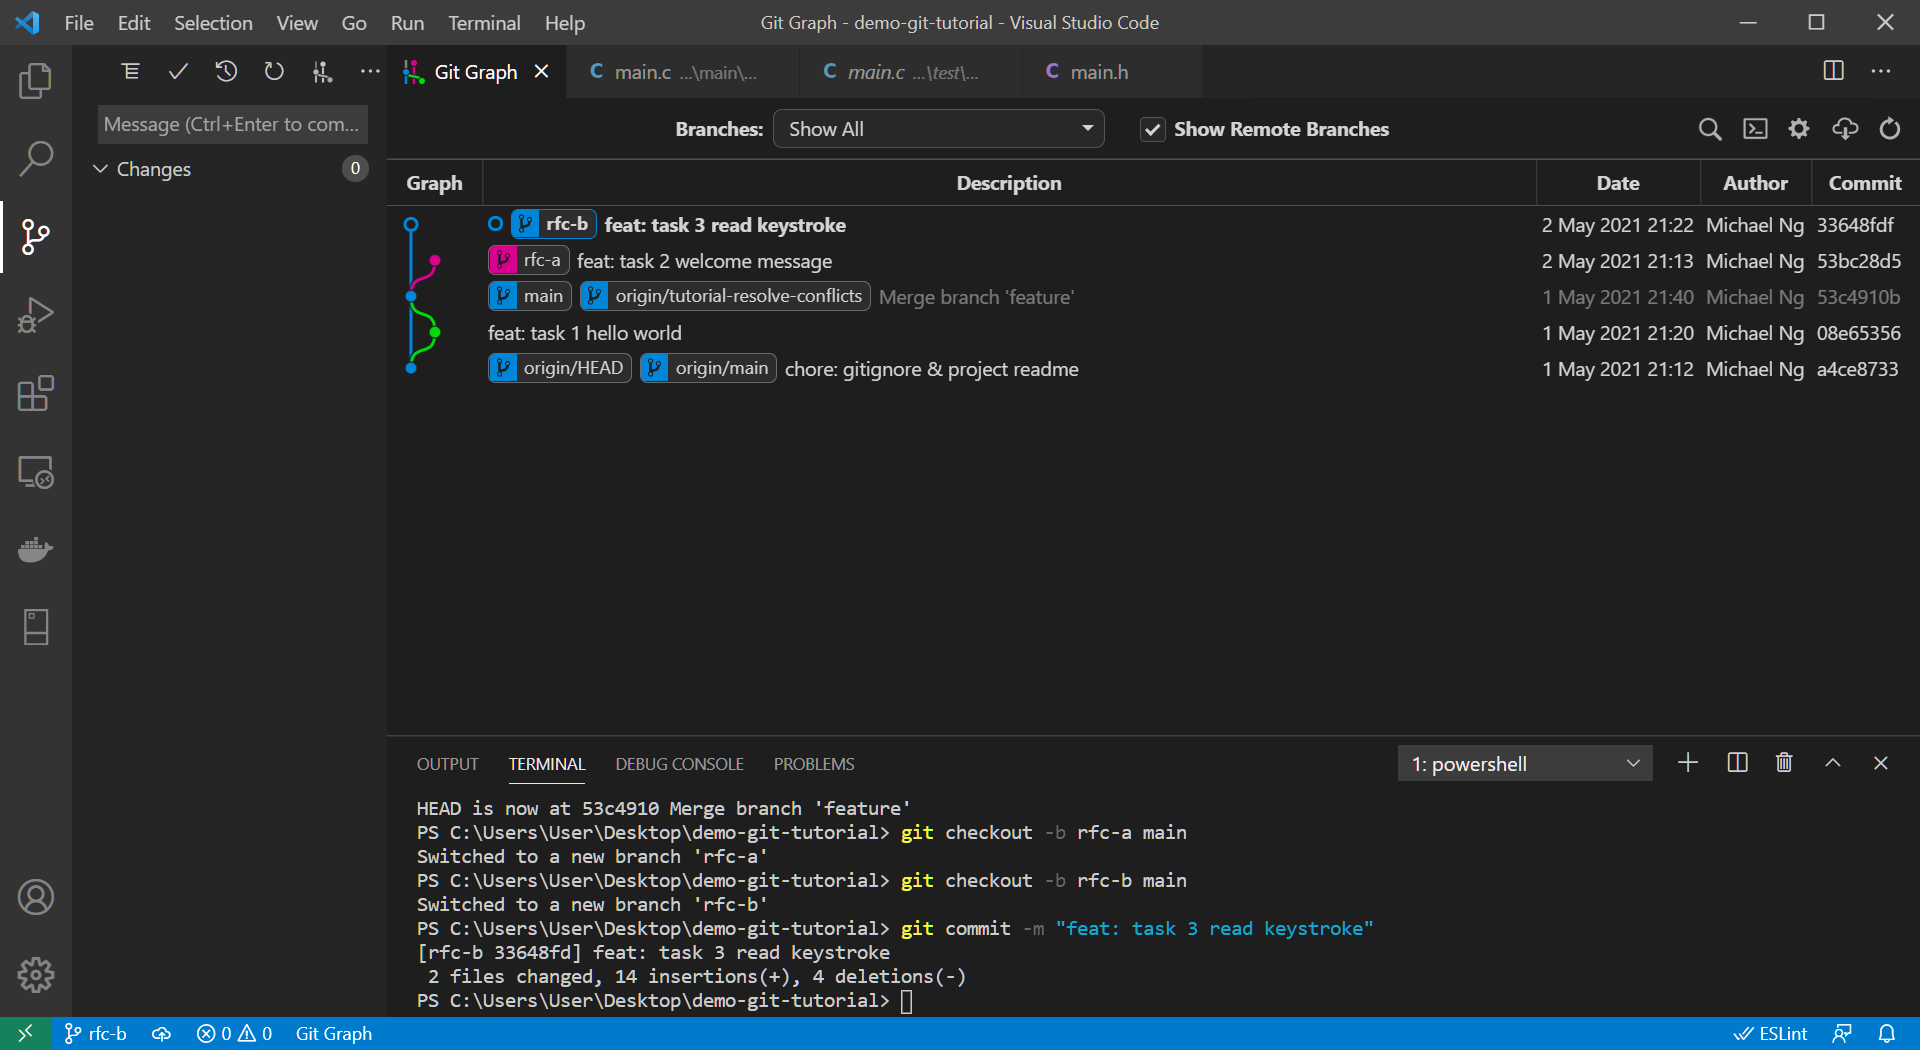 File Edit Selection View Go Run Terminal Help
Git Graph - demo-git-tutorial - Visual Studio Code
Git Graph
main.c ...\main\...
main.c ...\test\...
main.h
Message (Ctrl+Enter to com...
Changes 0
Branches: Show All
Show Remote Branches
Graph Description Date Author Commit
rfc-b feat: task 3 read keystroke 2 May 2021 21:22 Michael Ng 33648fdf
rfc-a feat: task 2 welcome message 2 May 2021 21:13 Michael Ng 53bc28d5
main origin/tutorial-resolve-conflicts Merge branch 'feature' 1 May 2021 21:40 Michael Ng 53c4910b
feat: task 1 hello world 1 May 2021 21:20 Michael Ng 08e65356
origin/HEAD origin/main chore: gitignore & project readme 1 May 2021 21:12 Michael Ng a4ce8733
OUTPUT TERMINAL DEBUG CONSOLE PROBLEMS
1: powershell
HEAD is now at 53c4910 Merge branch 'feature'
PS C:\Users\User\Desktop\demo-git-tutorial> git checkout -b rfc-a main
Switched to a new branch 'rfc-a'
PS C:\Users\User\Desktop\demo-git-tutorial> git checkout -b rfc-b main
Switched to a new branch 'rfc-b'
PS C:\Users\User\Desktop\demo-git-tutorial> git commit -m "feat: task 3 read keystroke"
[rfc-b 33648fd] feat: task 3 read keystroke
 2 files changed, 14 insertions(+), 4 deletions(-)
PS C:\Users\User\Desktop\demo-git-tutorial>
rfc-b 0 0 Git Graph ESLint